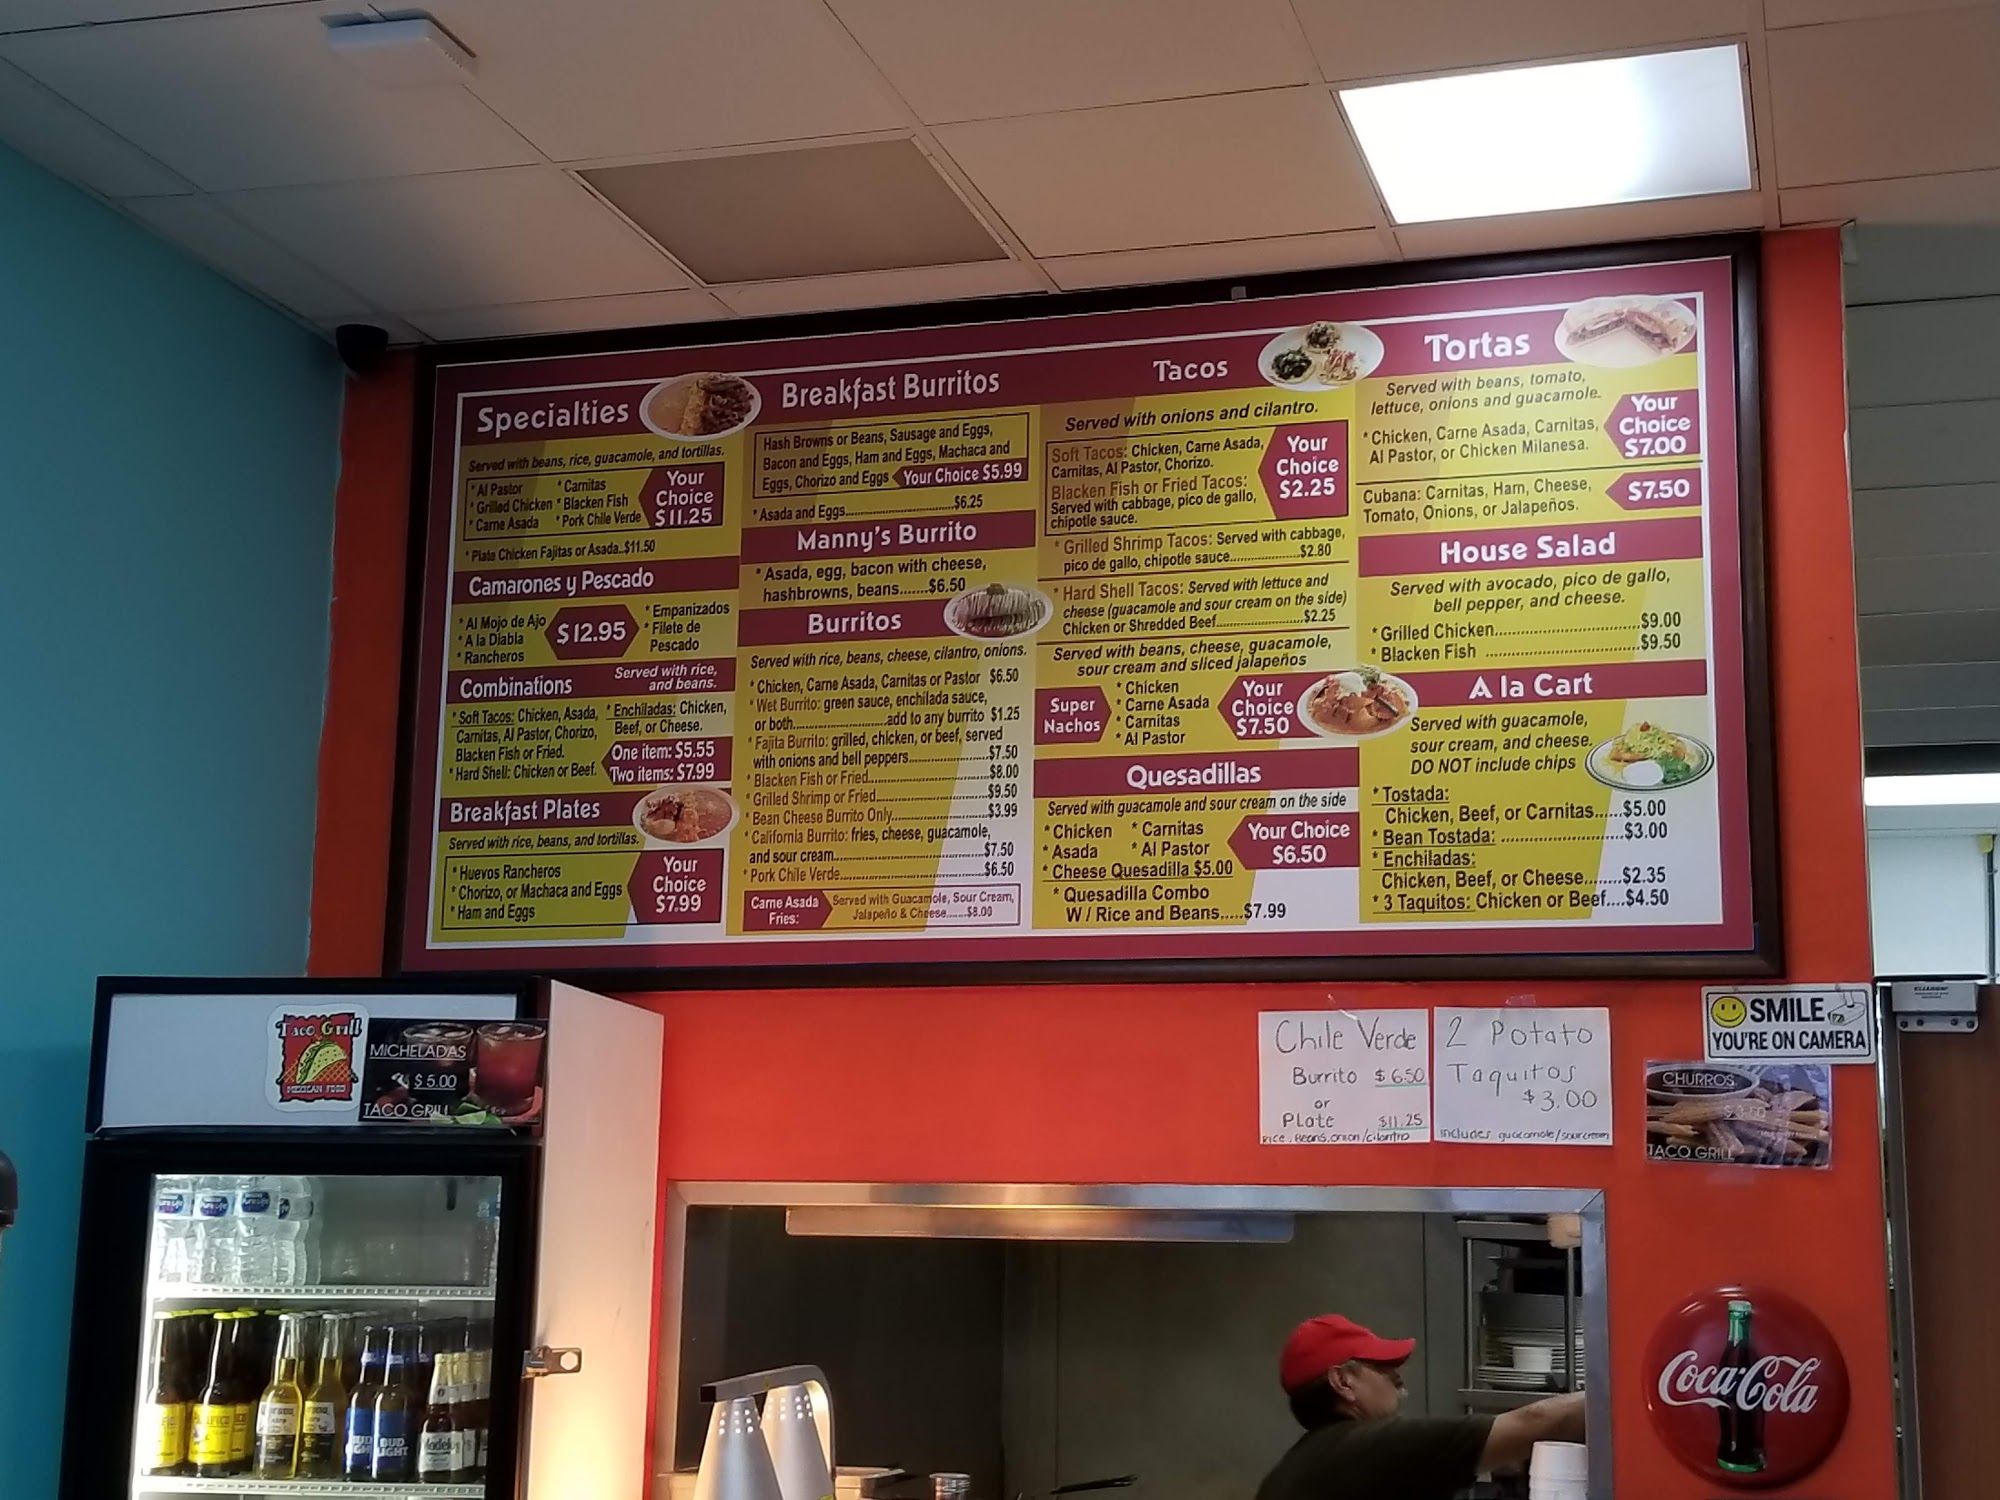 Specialties
Served with beans, rice, guacamole, and tortillas.
* Al Pastor * Carnitas
* Grilled Chicken * Blacken Fish
* Carne Asada * Pork Chile Verde
Your
Choice
$11.25
* Plate Chicken Fajitas or Asada..$11.50
Camarones y Pescado
* Al Mojo de Ajo
* A la Diabla
* Rancheros
$12.95
* Empanizados
* Filete de
Pescado
Combinations
Served with rice,
and beans.
* Soft Tacos: Chicken, Asada,
Carnitas, Al Pastor, Chorizo,
Blacken Fish or Fried.
* Hard Shell: Chicken or Beef.
* Enchiladas: Chicken,
Beef, or Cheese.
One item: $5.55
Two items: $7.99
Breakfast Plates
Served with rice, beans, and tortillas.
* Huevos Rancheros
* Chorizo, or Machaca and Eggs
* Ham and Eggs
Your
Choice
$7.99
Breakfast Burritos
Hash Browns or Beans, Sausage and Eggs,
Bacon and Eggs, Ham and Eggs, Machaca and
Eggs, Chorizo and Eggs Your Choice $5.99
* Asada and Eggs..............................$6.25
Manny's Burrito
* Asada, egg, bacon with cheese,
hashbrowns, beans.......$6.50
Burritos
Served with rice, beans, cheese, cilantro, onions.
* Chicken, Carne Asada, Carnitas or Pastor $6.50
* Wet Burrito: green sauce, enchilada sauce,
or both.........................add to any burrito $1.25
* Fajita Burrito: grilled, chicken, or beef, served
with onions and bell peppers......................$7.50
* Blacken Fish or Fried................................$8.00
* Grilled Shrimp or Fried..............................$9.50
* Bean Cheese Burrito Only..........................$3.99
* California Burrito: fries, cheese, guacamole,
and sour cream.........................................$7.50
* Pork Chile Verde.......................................$6.50
Carne Asada
Fries:
Served with Guacamole, Sour Cream,
Jalapeño & Cheese.......$8.00
Tacos
Served with onions and cilantro.
Soft Tacos: Chicken, Carne Asada,
Carnitas, Al Pastor, Chorizo.
Blacken Fish or Fried Tacos:
Served with cabbage, pico de gallo,
chipotle sauce.
Your
Choice
$2.25
* Grilled Shrimp Tacos: Served with cabbage,
pico de gallo, chipotle sauce....................$2.80
* Hard Shell Tacos: Served with lettuce and
cheese (guacamole and sour cream on the side)
Chicken or Shredded Beef.........................$2.25
Served with beans, cheese, guacamole,
sour cream and sliced jalapeños
Super
Nachos
* Chicken
* Carne Asada
* Carnitas
* Al Pastor
Your
Choice
$7.50
Quesadillas
Served with guacamole and sour cream on the side
* Chicken * Carnitas
* Asada * Al Pastor
* Cheese Quesadilla $5.00
Your Choice
$6.50
* Quesadilla Combo
W / Rice and Beans.....$7.99
Tortas
Served with beans, tomato,
lettuce, onions and guacamole.
* Chicken, Carne Asada, Carnitas,
Al Pastor, or Chicken Milanesa.
Your
Choice
$7.00
Cubana: Carnitas, Ham, Cheese,
Tomato, Onions, or Jalapeños.
$7.50
House Salad
Served with avocado, pico de gallo,
bell pepper, and cheese.
* Grilled Chicken................................$9.00
* Blacken Fish ..................................$9.50
A la Cart
Served with guacamole,
sour cream, and cheese.
DO NOT include chips
* Tostada:
Chicken, Beef, or Carnitas......$5.00
* Bean Tostada: ........................$3.00
* Enchiladas:
Chicken, Beef, or Cheese........$2.35
* 3 Taquitos: Chicken or Beef....$4.50
Taco Grill
MEXICAN FOOD
MICHELADAS
$ 5.00
TACO GRILL
Chile Verde
Burrito $6.50
or
Plate $11.25
Rice, Beans, onion/cilantro
2 Potato
Taquitos
$3.00
includes guacamole/sourcream
SMILE
YOU'RE ON CAMERA
CHURROS
TACO GRILL
Coca-Cola
BUD
LIGHT
Modelo